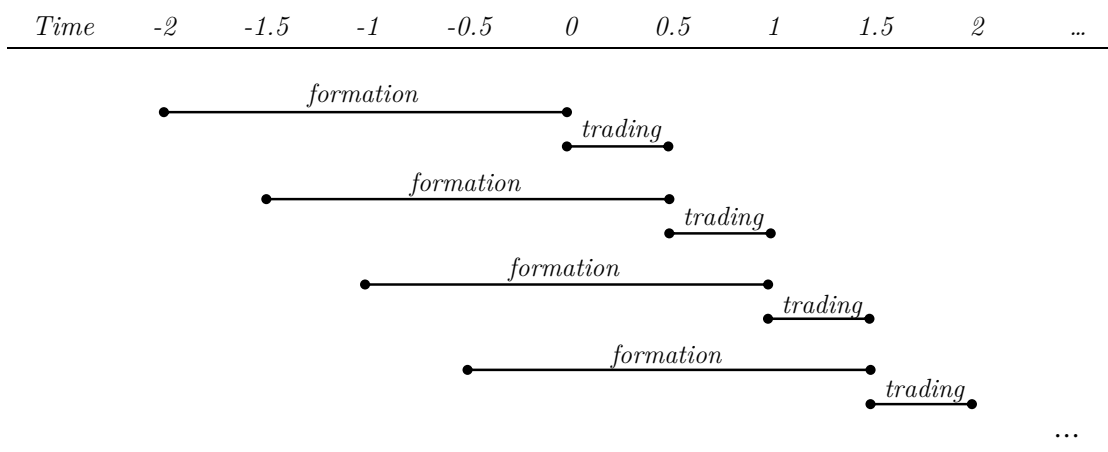 Time -2 -1.5 -1 -0.5 0 0.5 1 1.5 2 ...
formation
trading
formation
trading
formation
trading
formation
trading
...